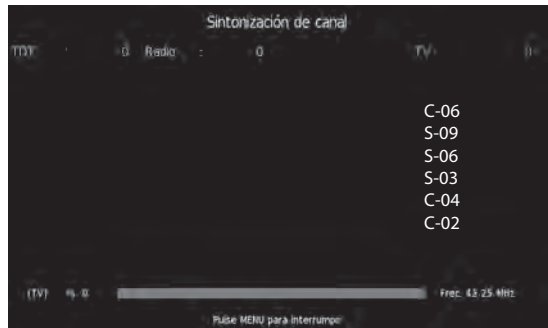 Sintonización de canal
TDT : 0 Radio : 0 TV :
C-06
S-09
S-06
S-03
C-04
C-02
(TV) % 0 Frec. 43 25 MHz
Pulse MENU para interrumpir